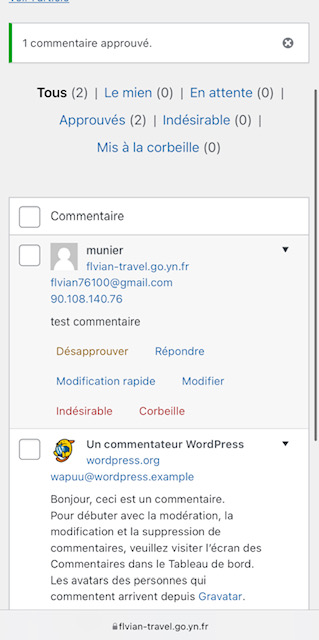 Voir l'article
1 commentaire approuvé.
Tous (2) | Le mien (0) | En attente (0) |
Approuvés (2) | Indésirable (0) |
Mis à la corbeille (0)
Commentaire
munier
flvian-travel.go.yn.fr
flvian76100@gmail.com
90.108.140.76
test commentaire
Désapprouver Répondre
Modification rapide Modifier
Indésirable Corbeille
Un commentateur WordPress
wordpress.org
wapuu@wordpress.example
Bonjour, ceci est un commentaire.
Pour débuter avec la modération, la
modification et la suppression de
commentaires, veuillez visiter l’écran des
Commentaires dans le Tableau de bord.
Les avatars des personnes qui
commentent arrivent depuis Gravatar.
flvian-travel.go.yn.fr